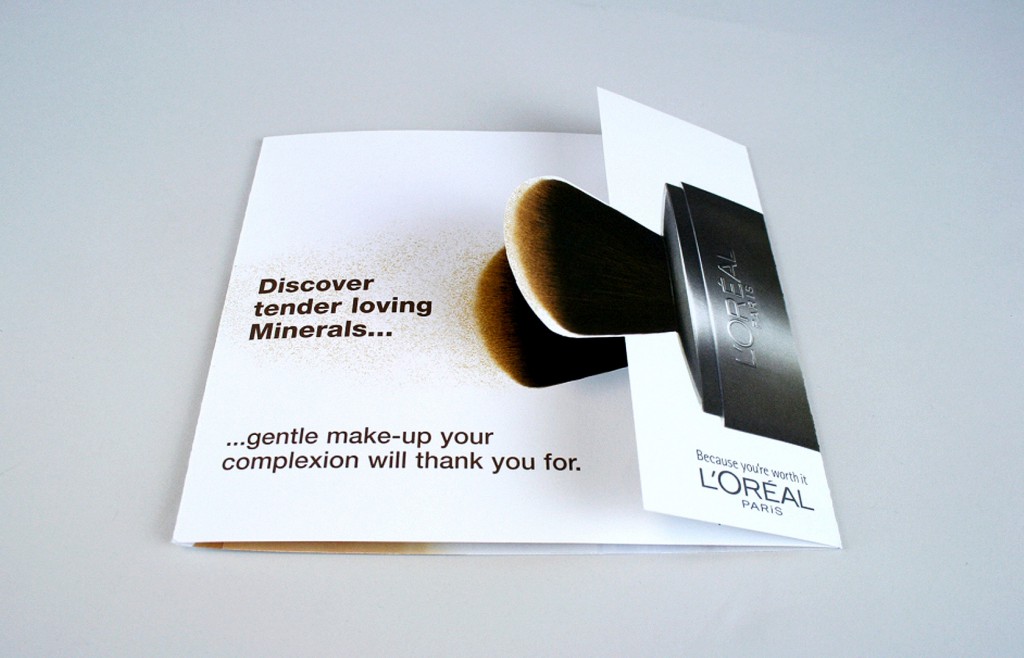 Discover
tender loving
Minerals...
...gentle make-up your
complexion will thank you for.
L'ORÉAL
PARIS
Because you're worth it
L'ORÉAL
PARIS